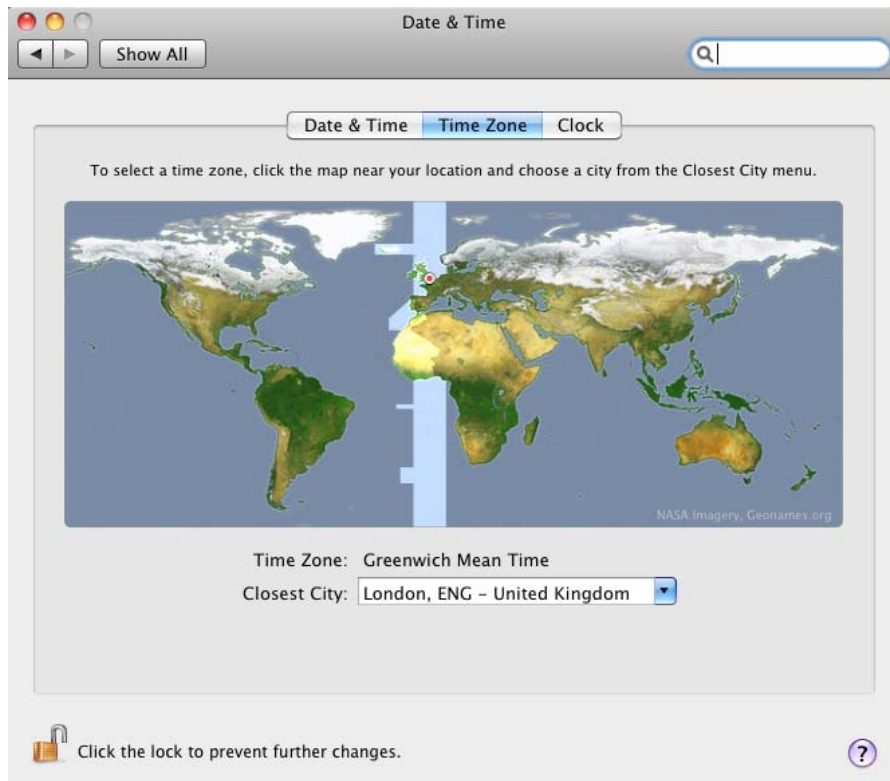 Date & Time
Show All
Date & Time Time Zone Clock
To select a time zone, click the map near your location and choose a city from the Closest City menu.
NASA Imagery, Geonames.org
Time Zone: Greenwich Mean Time
Closest City: London, ENG – United Kingdom
Click the lock to prevent further changes.
?